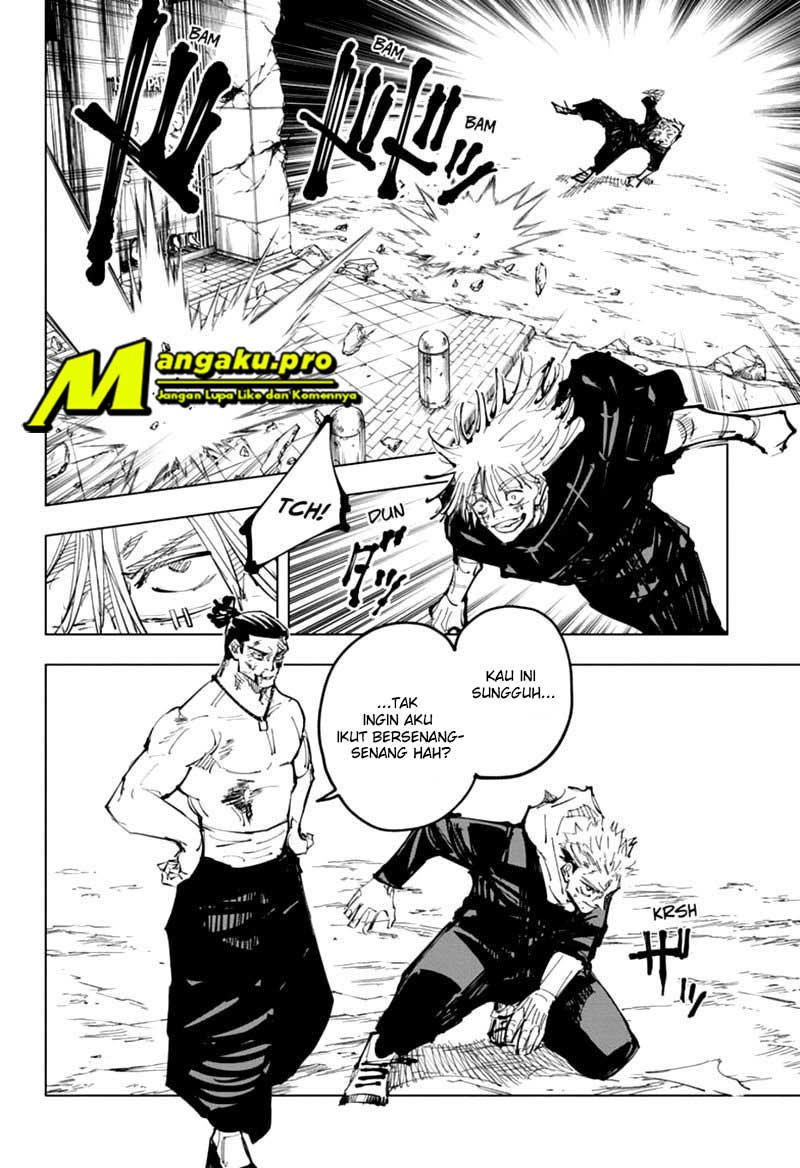 BAM
BAM
BAM
Mangaku.pro
Jangan Lupa Like dan Komennya
TCH!
DUN
KAU INI
SUNGGUH...
...TAK
INGIN AKU
IKUT BERSENANG-
SENANG HAH?
KRSH